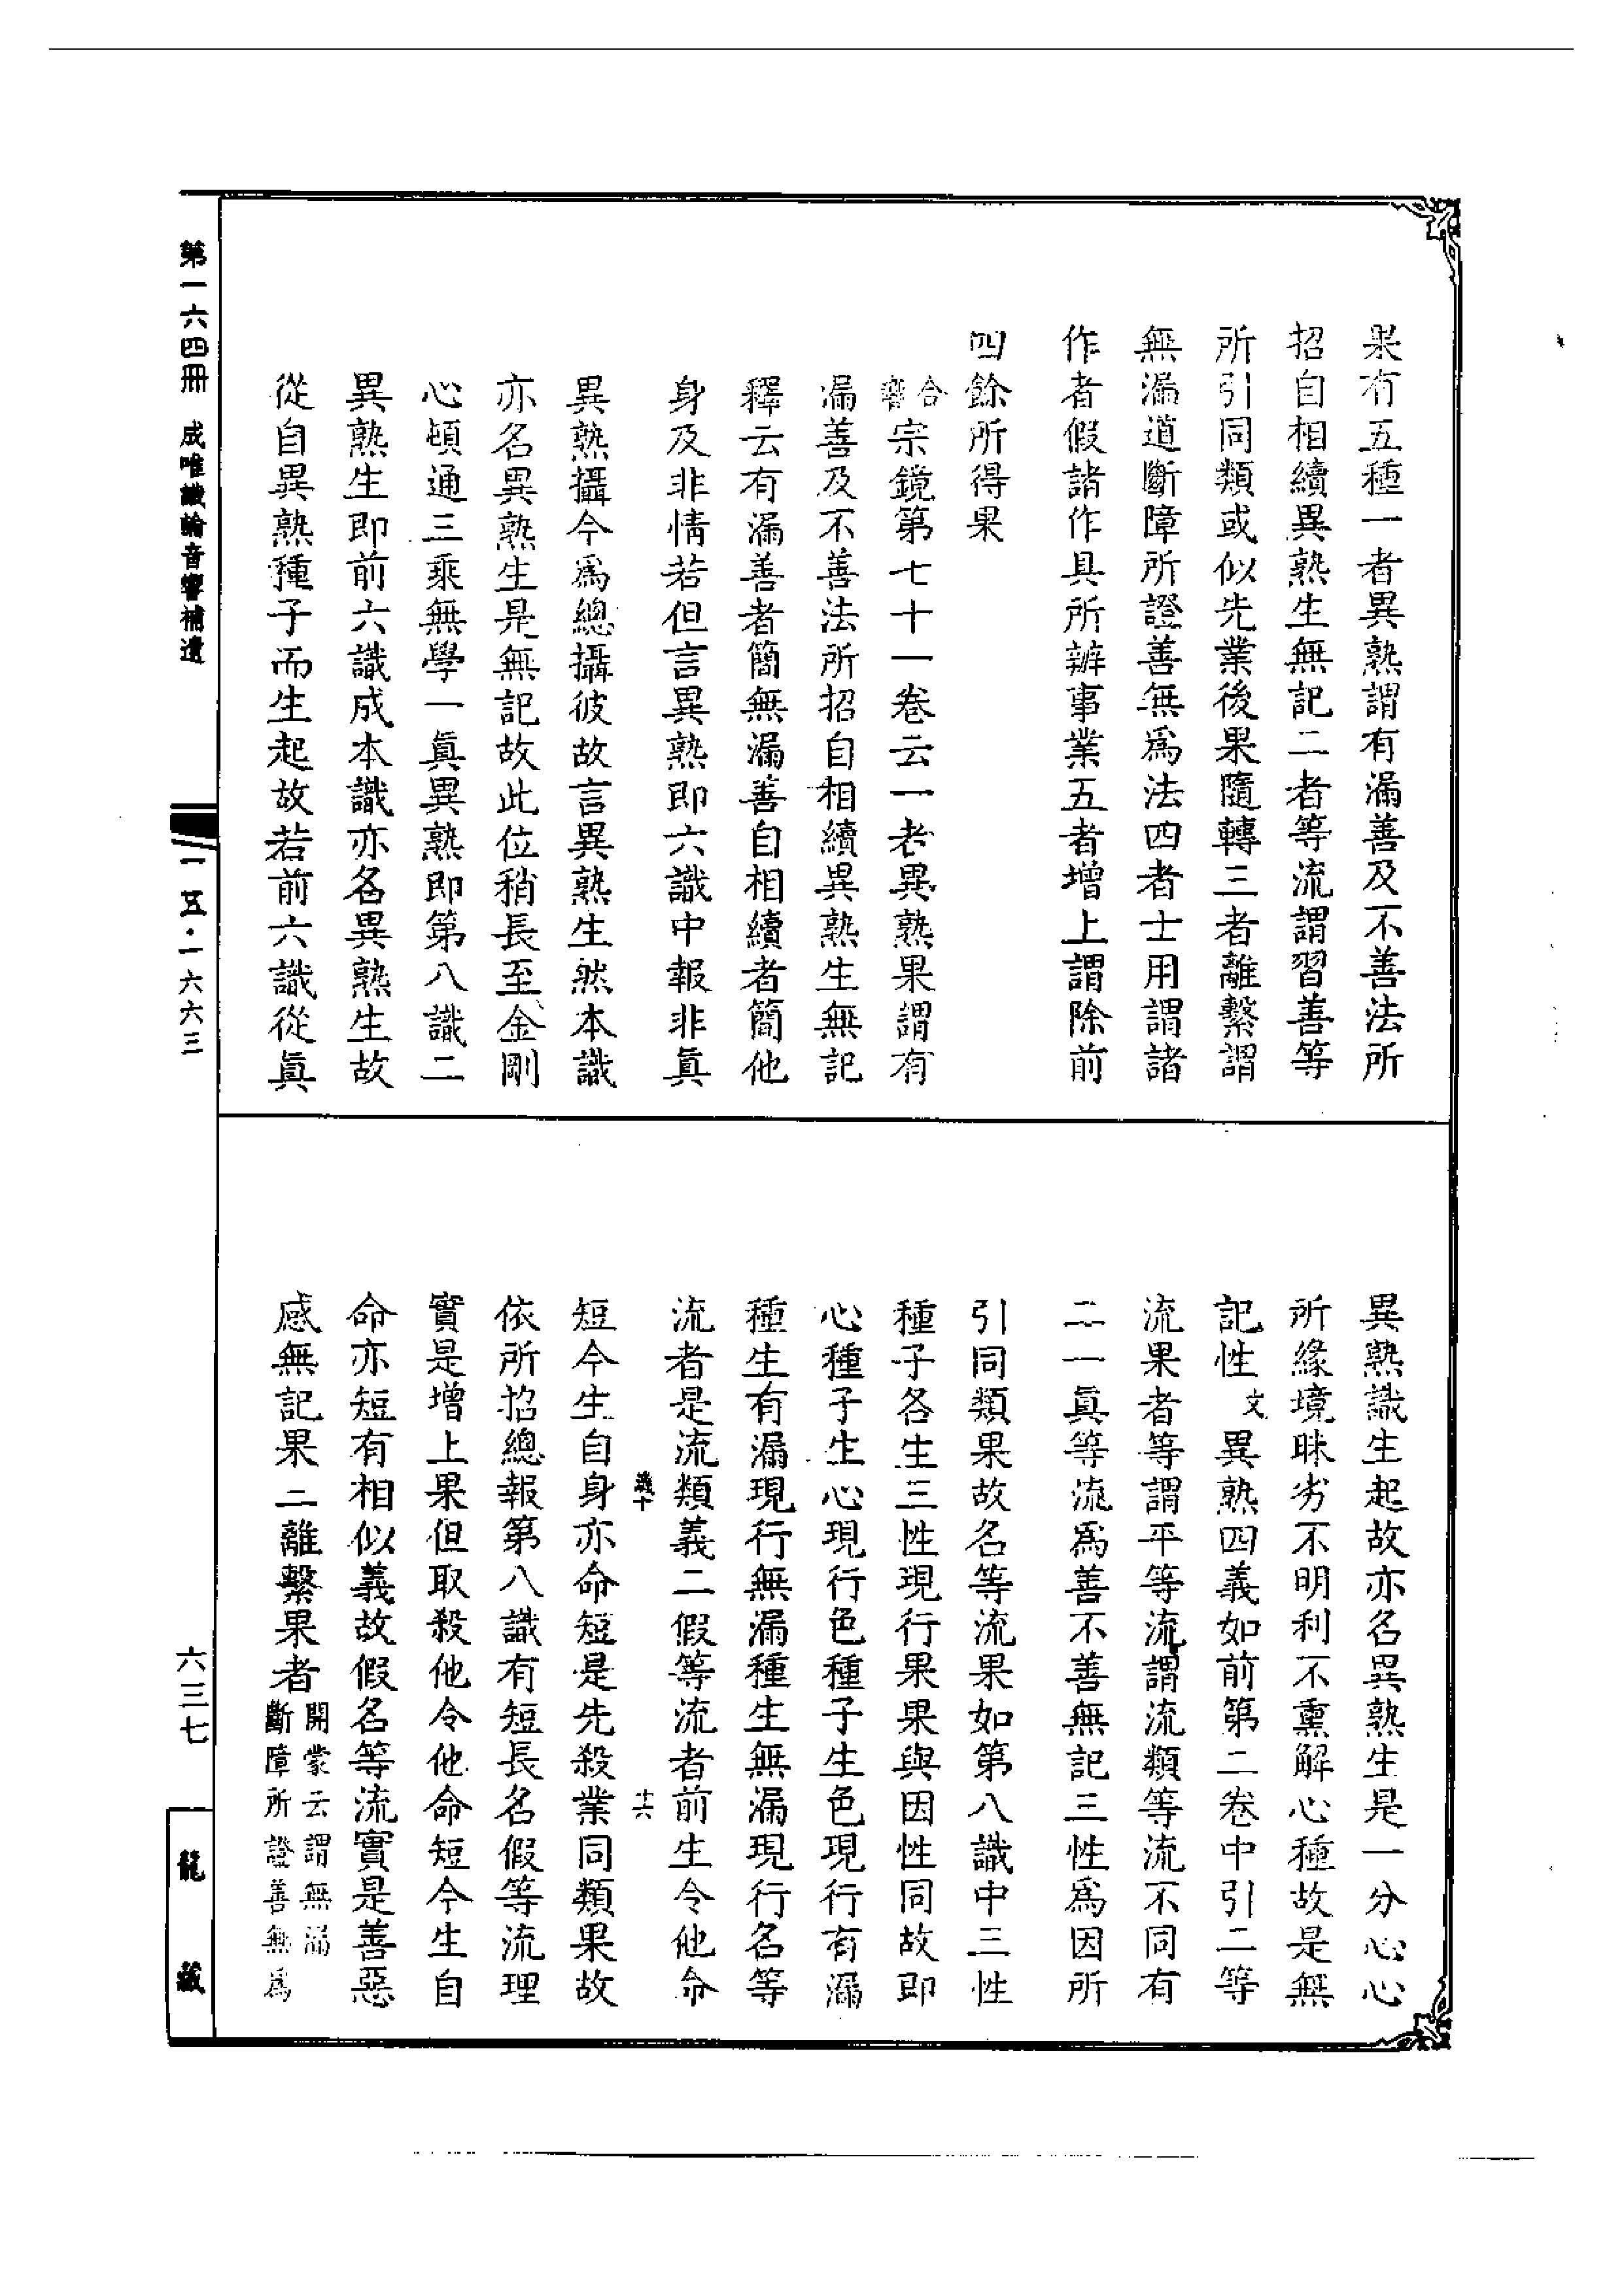 果有五種一者異熟謂有漏善及不善法所
招自相續異熟生無記二者等流謂習善等
所引同類或似先業後果隨轉三者離繫謂
無漏道斷障所證善無爲法四者士用謂諸
作者假諸作具所辦事業五者增上謂除前
四餘所得果
合響宗鏡第七十一卷云一者異熟果謂有
漏善及不善法所招自相續異熟生無記
釋云有漏善者簡無漏善自相續者簡他
身及非情若但言異熟即六識中報非眞
異熟攝今爲總攝彼故言異熟生然本識
亦名異熟生是無記故此位稍長至金剛
心頓通三乘無學一眞異熟即第八識二
異熟生即前六識成本識亦名異熟生故
從自異熟種子而生起故若前六識從眞
異熟識生起故亦名異熟生是一分心心
所緣境昧劣不明利不熏解心種故是無
記性文異熟四義如前第二卷中引二等
流果者等謂平等流謂流類等流不同有
二一眞等流爲善不善無記三性爲因所
引同類果故名等流果如第八識中三性
種子各生三性現行果果與因性同故即
心種子生心現行色種子生色現行有漏
種生有漏現行無漏種生無漏現行名等
流者是流類義二假等流者前生令他命
義十
十六
短今生自身亦命短是先殺業同類果故
依所招總報第八識有短長名假等流理
實是增上果但取殺他令他命短今生自
命亦短有相似義故假名等流實是善惡
感無記果二離繫果者開蒙云謂無漏斷障所證善無爲
第一六四冊 成唯識論音響補遺
一五·一六六三
六三七
龍藏